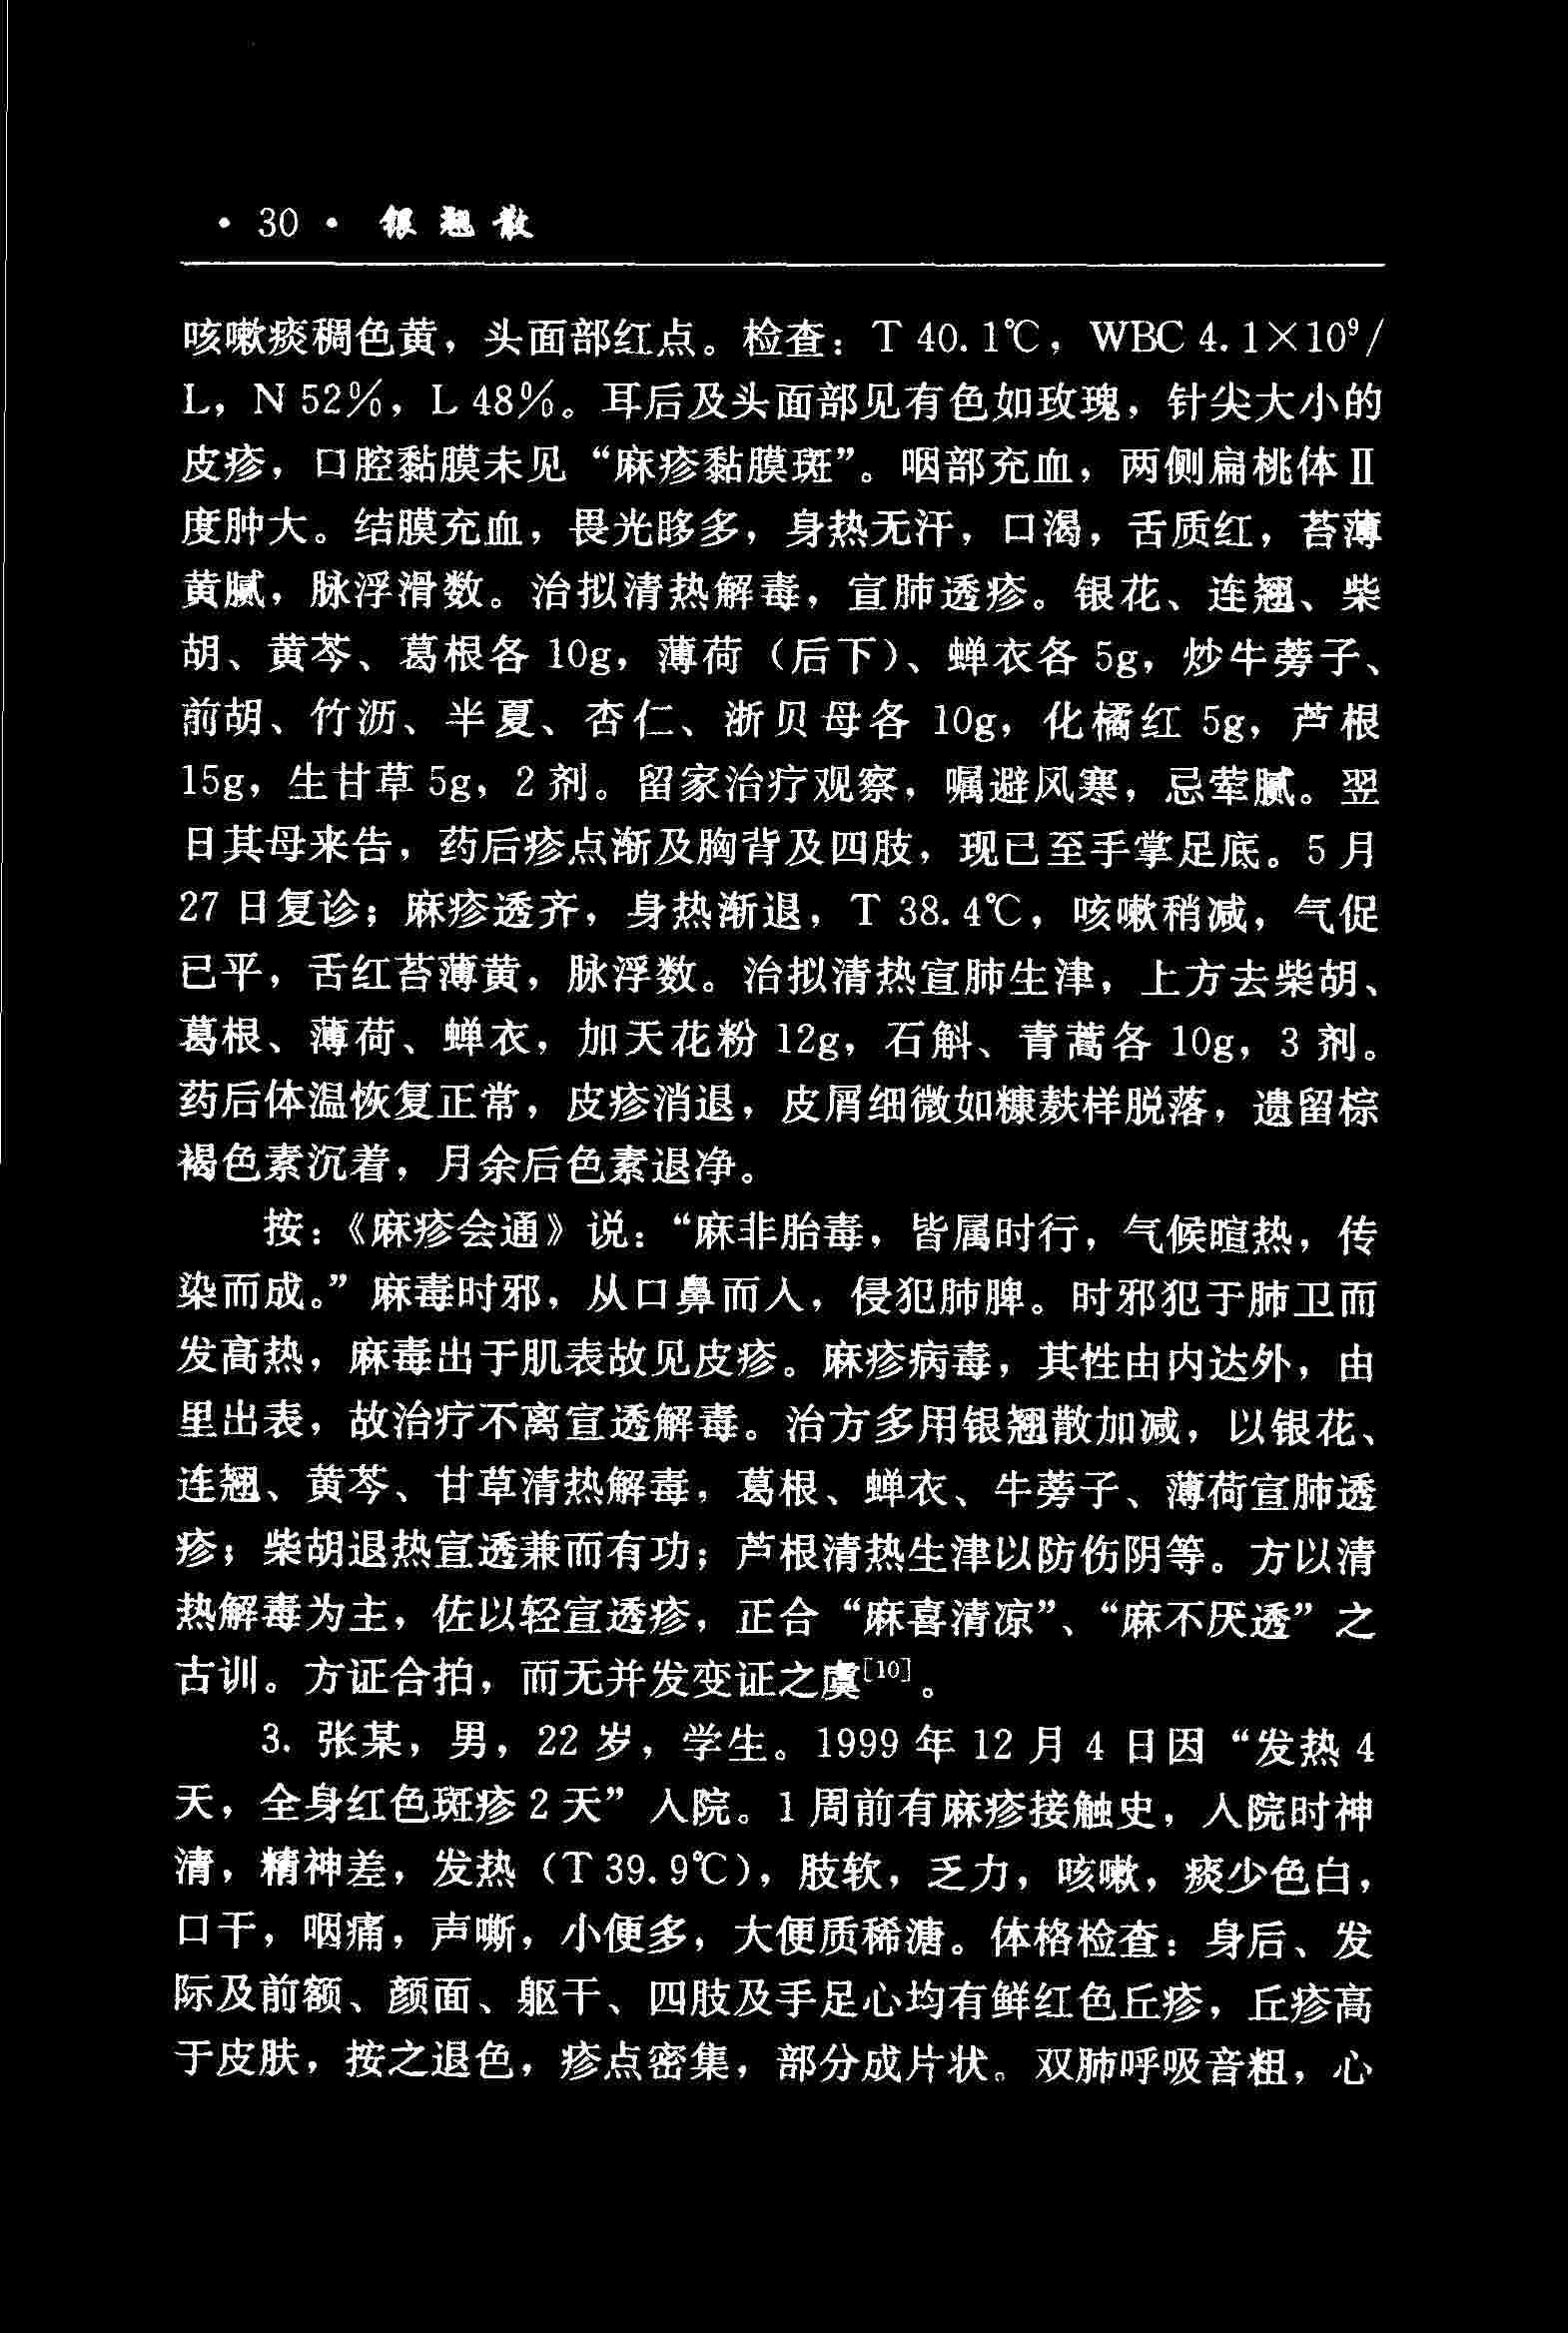 · 30 · 银翘散
咳嗽痰稠色黄，头面部红点。检查：T 40.1℃，WBC 4.1×10⁹/
L，N 52%，L 48%。耳后及头面部见有色如玫瑰，针尖大小的
皮疹，口腔黏膜未见“麻疹黏膜斑”。咽部充血，两侧扁桃体Ⅱ
度肿大。结膜充血，畏光眵多，身热无汗，口渴，舌质红，苔薄
黄腻，脉浮滑数。治拟清热解毒，宣肺透疹。银花、连翘、柴
胡、黄芩、葛根各 10g，薄荷（后下）、蝉衣各 5g，炒牛蒡子、
前胡、竹沥、半夏、杏仁、浙贝母各 10g，化橘红 5g，芦根
15g，生甘草 5g，2 剂。留家治疗观察，嘱避风寒，忌荤腻。翌
日其母来告，药后疹点渐及胸背及四肢，现已至手掌足底。5 月
27 日复诊；麻疹透齐，身热渐退，T 38.4℃，咳嗽稍减，气促
已平，舌红苔薄黄，脉浮数。治拟清热宣肺生津，上方去柴胡、
葛根、薄荷、蝉衣，加天花粉 12g，石斛、青蒿各 10g，3 剂。
药后体温恢复正常，皮疹消退，皮屑细微如糠麸样脱落，遗留棕
褐色素沉着，月余后色素退净。
按：《麻疹会通》说：“麻非胎毒，皆属时行，气候暄热，传
染而成。”麻毒时邪，从口鼻而入，侵犯肺脾。时邪犯于肺卫而
发高热，麻毒出于肌表故见皮疹。麻疹病毒，其性由内达外，由
里出表，故治疗不离宣透解毒。治方多用银翘散加减，以银花、
连翘、黄芩、甘草清热解毒，葛根、蝉衣、牛蒡子、薄荷宣肺透
疹；柴胡退热宣透兼而有功；芦根清热生津以防伤阴等。方以清
热解毒为主，佐以轻宣透疹，正合“麻喜清凉”、“麻不厌透”之
古训。方证合拍，而无并发变证之虞[10]。
3. 张某，男，22 岁，学生。1999 年 12 月 4 日因“发热 4
天，全身红色斑疹 2 天”入院。1 周前有麻疹接触史，入院时神
清，精神差，发热（T 39.9℃），肢软，乏力，咳嗽，痰少色白，
口干，咽痛，声嘶，小便多，大便质稀溏。体格检查：身后、发
际及前额、颜面、躯干、四肢及手足心均有鲜红色丘疹，丘疹高
于皮肤，按之退色，疹点密集，部分成片状。双肺呼吸音粗，心